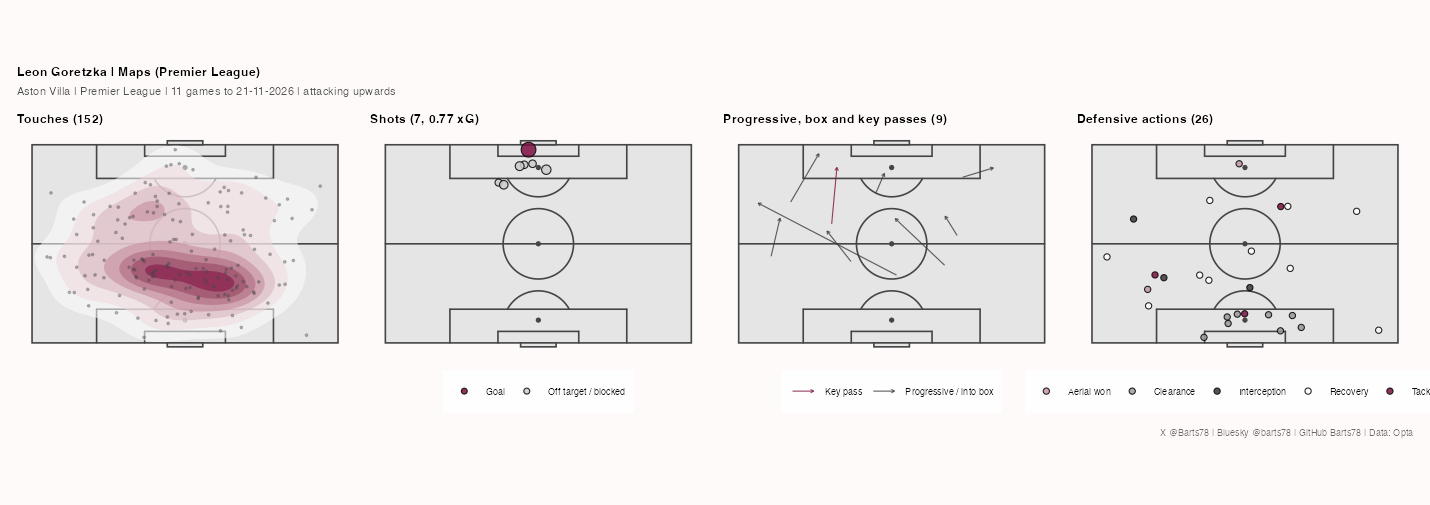 Leon Goretzka | Maps (Premier League)
Aston Villa | Premier League | 11 games to 21-11-2026 | attacking upwards
Touches (152)
Shots (7, 0.77 xG)
Progressive, box and key passes (9)
Defensive actions (26)
Goal
Off target / blocked
Key pass
Progressive / into box
Aerial won
Clearance
Interception
Recovery
Tack
X @Barts78 | Bluesky @barts78 | GitHub Barts78 | Data: Opta